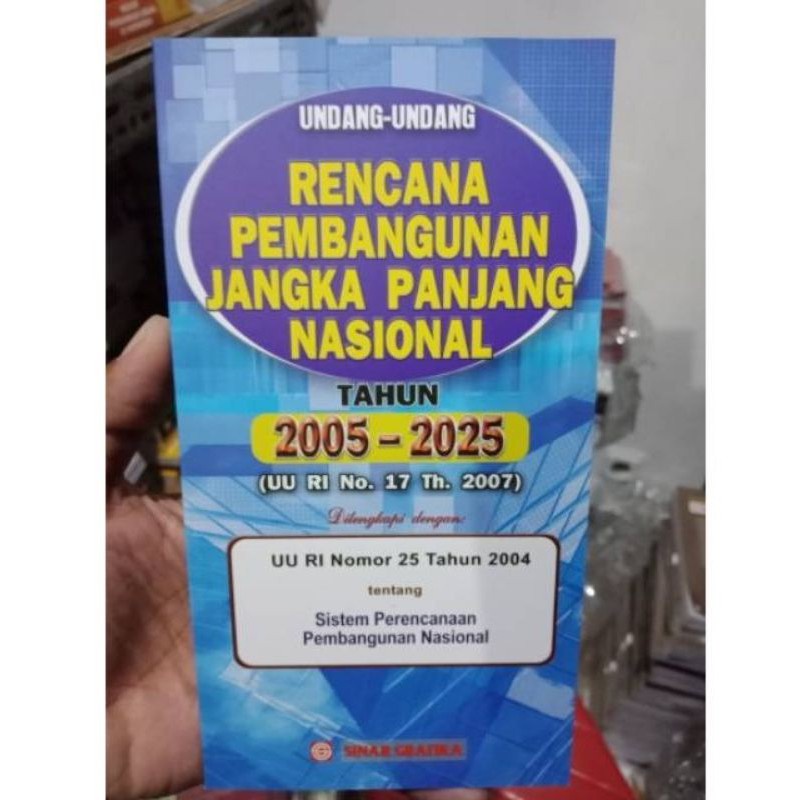 UNDANG-UNDANG
RENCANA
PEMBANGUNAN
JANGKA PANJANG
NASIONAL
TAHUN
2005 – 2025
(UU RI No. 17 Th. 2007)
Dilengkapi dengan:
UU RI Nomor 25 Tahun 2004
tentang
Sistem Perencanaan
Pembangunan Nasional
SINAR GRAFIKA